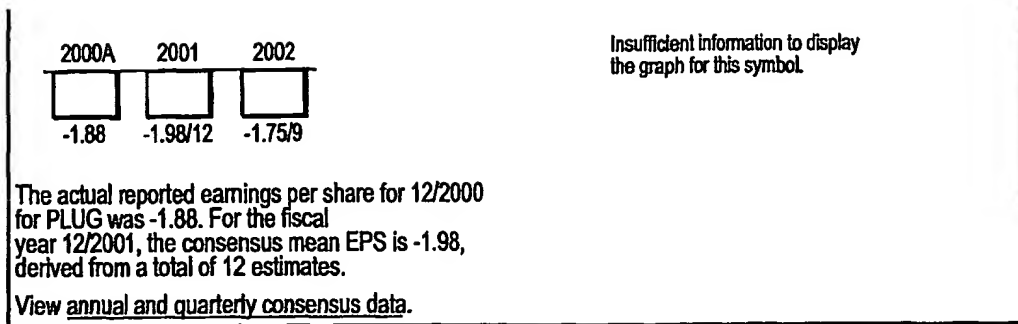 2000A 2001 2002
-1.88 -1.98/12 -1.75/9
Insufficient information to display
the graph for this symbol.
The actual reported earnings per share for 12/2000
for PLUG was -1.88. For the fiscal
year 12/2001, the consensus mean EPS is -1.98,
derived from a total of 12 estimates.
View annual and quarterly consensus data.